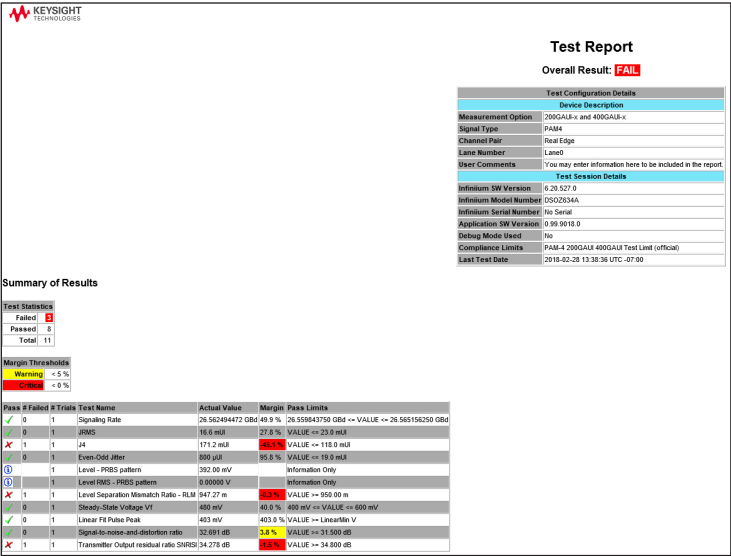 KEYSIGHT
TECHNOLOGIES
Test Report
Overall Result: FAIL
Test Configuration Details
Device Description
Measurement Option 200GAUI-x and 400GAUI-x
Signal Type PAM4
Channel Pair Real Edge
Lane Number Lane0
User Comments You may enter information here to be included in the report.
Test Session Details
Infiniium SW Version 6.20.527.0
Infiniium Model Number DSOZ634A
Infiniium Serial Number No Serial
Application SW Version 0.99.9018.0
Debug Mode Used No
Compliance Limits PAM-4 200GAUI 400GAUI Test Limit (official)
Last Test Date 2018-02-28 13:38:36 UTC -07:00
Summary of Results
Test Statistics
Failed 3
Passed 8
Total 11
Margin Thresholds
Warning < 5 %
Critical < 0 %
Pass # Failed # Trials Test Name Actual Value Margin Pass Limits
0 1 Signaling Rate 26.562494472 GBd 49.9 % 26.559843750 GBd <= VALUE <= 26.565156250 GBd
0 1 JRMS 16.6 mUI 27.8 % VALUE <= 23.0 mUI
1 1 J4 171.2 mUI -45.1 % VALUE <= 118.0 mUI
0 1 Even-Odd Jitter 800 µUI 95.8 % VALUE <= 19.0 mUI
1 Level - PRBS pattern 392.00 mV Information Only
1 Level RMS - PRBS pattern 0.00000 V Information Only
1 1 Level Separation Mismatch Ratio - RLM 947.27 m -0.3 % VALUE >= 950.00 m
0 1 Steady-State Voltage Vf 480 mV 40.0 % 400 mV <= VALUE <= 600 mV
0 1 Linear Fit Pulse Peak 403 mV 403.0 % VALUE >= LinearMin V
0 1 Signal-to-noise-and-distortion ratio 32.691 dB 3.8 % VALUE >= 31.500 dB
1 1 Transmitter Output residual ratio SNRISI 34.278 dB -1.5 % VALUE >= 34.800 dB